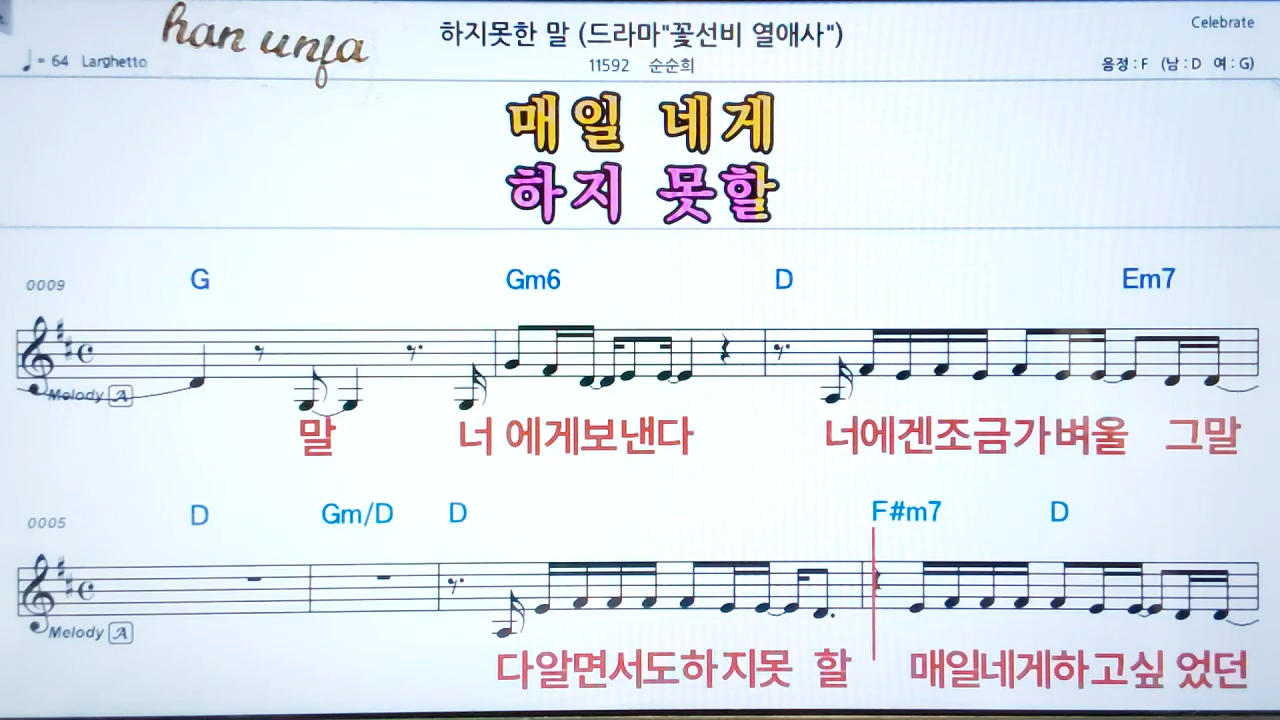 han unfa
하지못한 말 (드라마"꽃선비 열애사")
Celebrate
♩= 64 Larghetto
11592 순순희
음정 : F (남 : D 여 : G)
매일 네게
하지 못할
0009
G Gm6 D Em7
Melody A
말 너 에게보낸다 너에겐조금가벼울 그말
0005
D Gm/D D F#m7 D
Melody A
다알면서도하지못 할 매일네게하고싶 었던